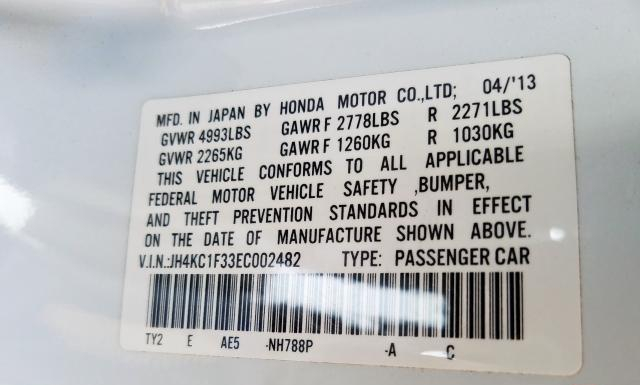 MFD. IN JAPAN BY HONDA MOTOR CO.,LTD; 04/'13
GVWR 4993LBS GAWR F 2778LBS R 2271LBS
GVWR 2265KG GAWR F 1260KG R 1030KG
THIS VEHICLE CONFORMS TO ALL APPLICABLE
FEDERAL MOTOR VEHICLE SAFETY ,BUMPER,
AND THEFT PREVENTION STANDARDS IN EFFECT
ON THE DATE OF MANUFACTURE SHOWN ABOVE.
V.I.N.:JH4KC1F33EC002482 TYPE: PASSENGER CAR
TY2 E AE5 -NH788P -A C